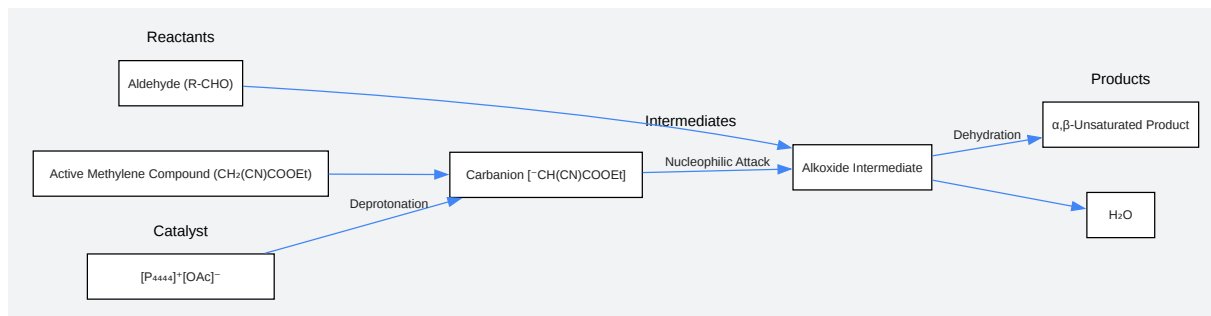 Reactants
Aldehyde (R-CHO)
Active Methylene Compound (CH₂(CN)COOEt)
Catalyst
[P₄₄₄₄]⁺[OAc]⁻
Deprotonation
Intermediates
Carbanion [⁻CH(CN)COOEt]
Nucleophilic Attack
Alkoxide Intermediate
Products
Dehydration
α,β-Unsaturated Product
H₂O